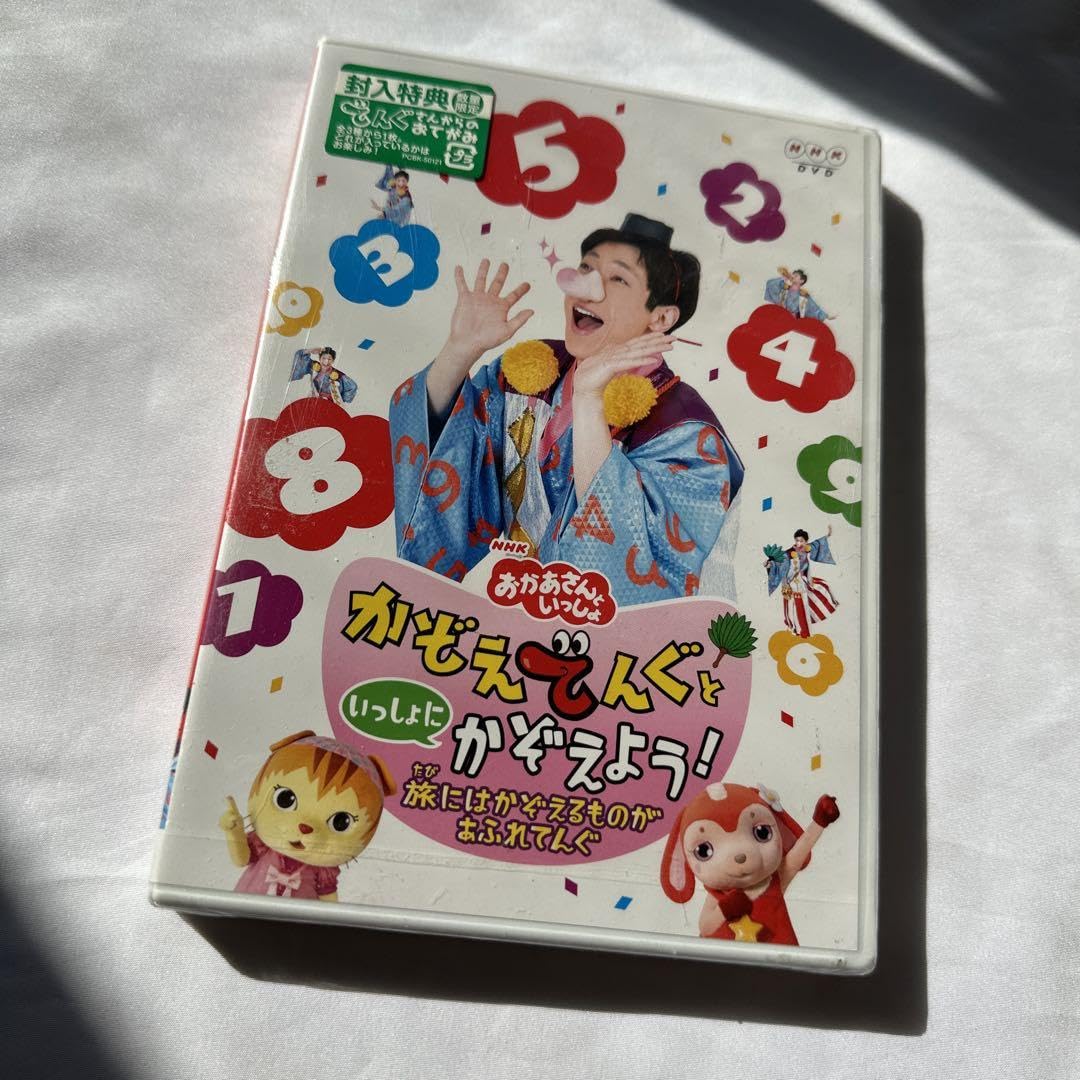 封入特典 数量限定
てんぐさんからの
おてがみ
全3種から1枚。
どれが入っているかは
お楽しみ!
PCBK-50121
5
NHK
DVD
2
3
4
8
9
7
6
NHK
おかあさんと
いっしょ
かぞえてんぐと
いっしょに
かぞえよう!
たび
旅にはかぞえるものが
あふれてんぐ